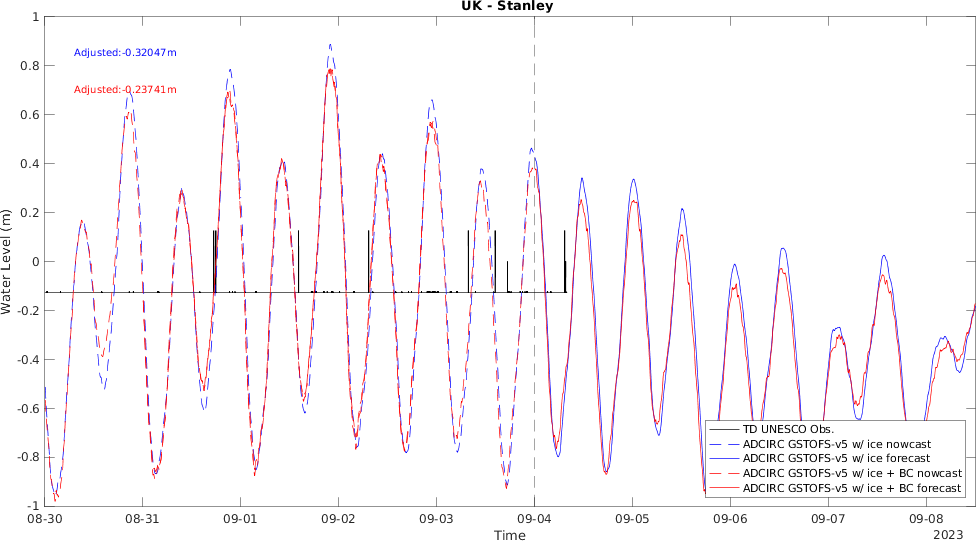 UK - Stanley
Adjusted:-0.32047m
Adjusted:-0.23741m
Water Level (m)
1
0.8
0.6
0.4
0.2
0
-0.2
-0.4
-0.6
-0.8
-1
TD UNESCO Obs.
ADCIRC GSTOFS-v5 w/ ice nowcast
ADCIRC GSTOFS-v5 w/ ice forecast
ADCIRC GSTOFS-v5 w/ice + BC nowcast
ADCIRC GSTOFS-v5 w/ice + BC forecast
08-30 08-31 09-01 09-02 09-03 09-04 09-05 09-06 09-07 09-08
Time
2023